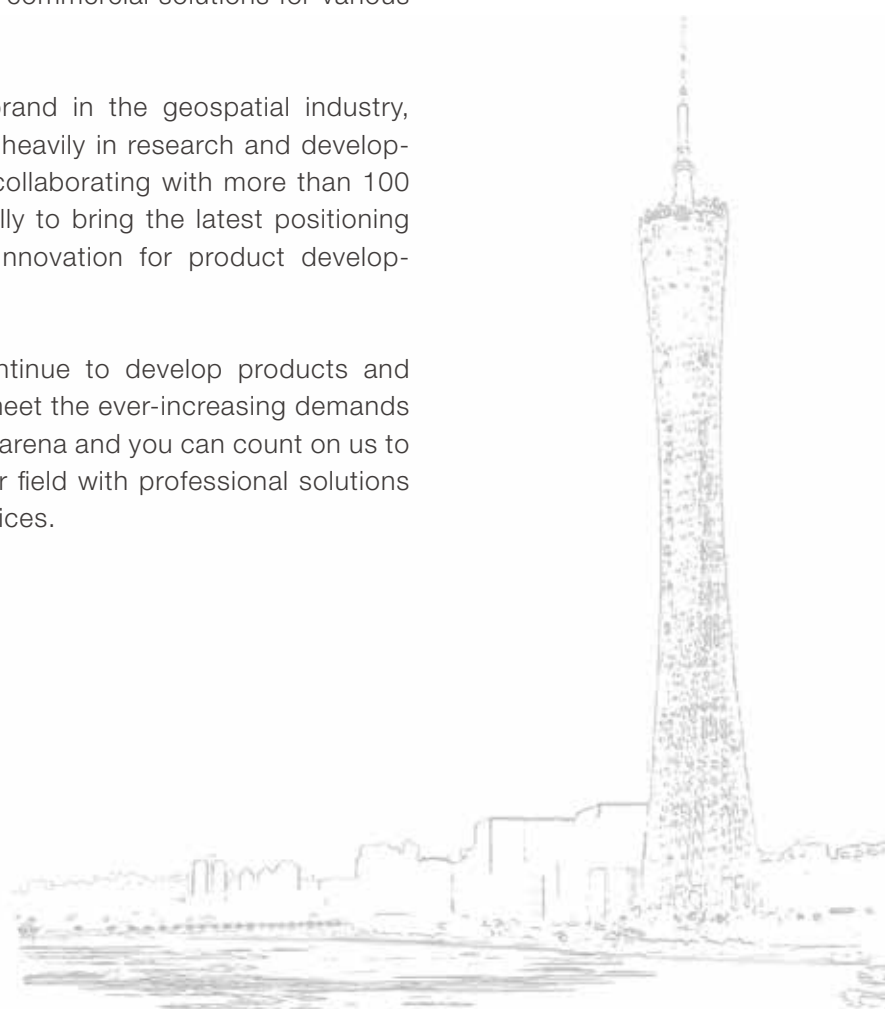 commercial solutions for various
brand in the geospatial industry,
heavily in research and develop-
collaborating with more than 100
lly to bring the latest positioning
innovation for product develop-
ntinue to develop products and
meet the ever-increasing demands
arena and you can count on us to
r field with professional solutions
ices.